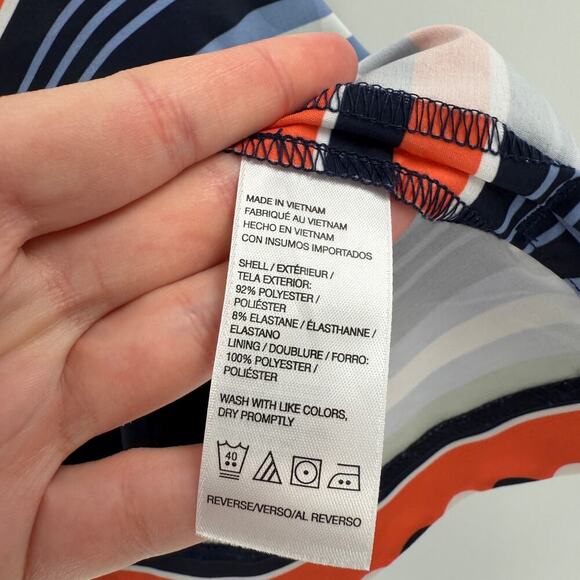 MADE IN VIETNAM
FABRIQUÉ AU VIETNAM
HECHO EN VIETNAM
CON INSUMOS IMPORTADOS
SHELL / EXTÉRIEUR /
TELA EXTERIOR:
92% POLYESTER /
POLIÉSTER
8% ELASTANE / ÉLASTHANNE /
ELASTANO
LINING / DOUBLURE / FORRO:
100% POLYESTER /
POLIÉSTER
WASH WITH LIKE COLORS,
DRY PROMPTLY
40
REVERSE/VERSO/AL REVERSO